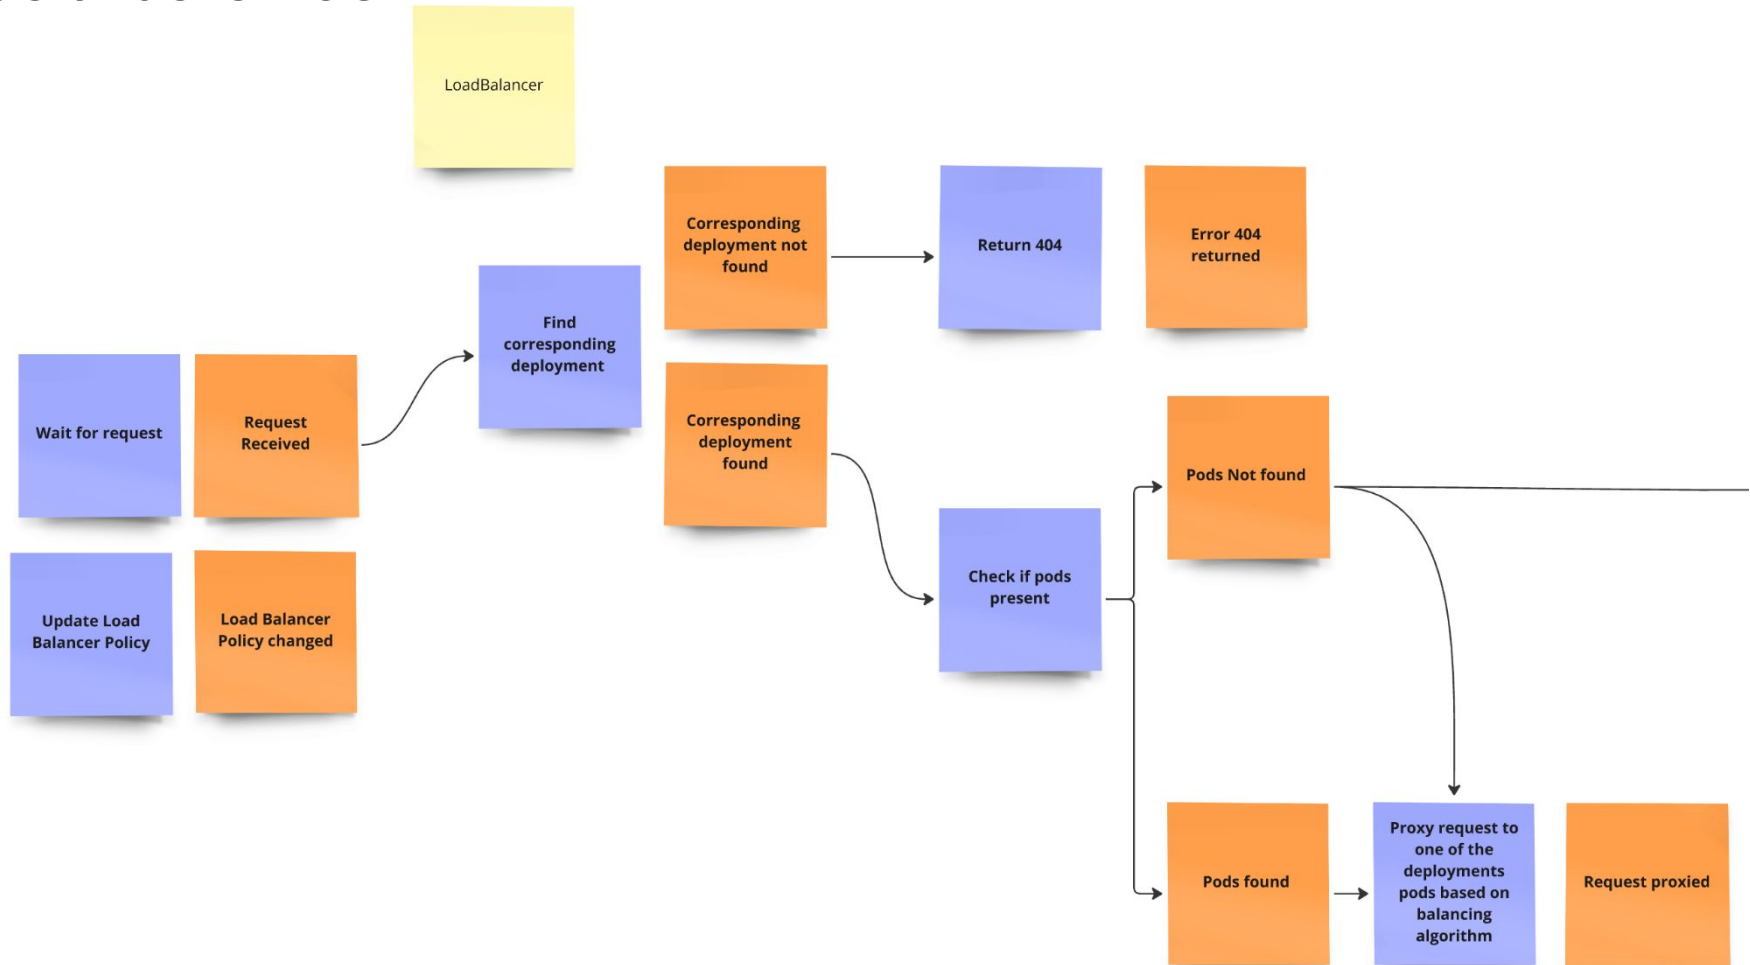 LoadBalancer
Corresponding
deployment not
found
Return 404
Error 404
returned
Find
corresponding
deployment
Wait for request
Request
Received
Corresponding
deployment
found
Pods Not found
Check if pods
present
Update Load
Balancer Policy
Load Balancer
Policy changed
Pods found
Proxy request to
one of the
deployments
pods based on
balancing
algorithm
Request proxied